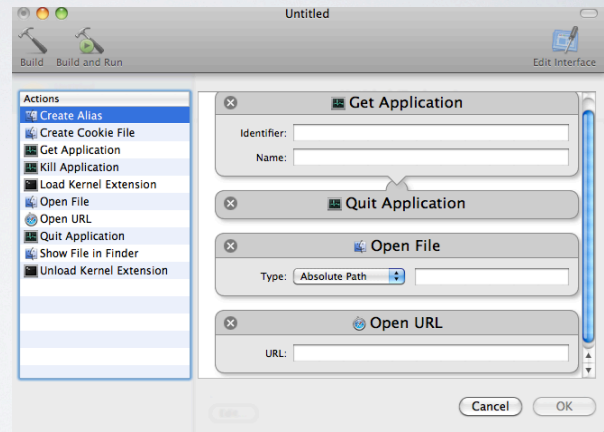 Untitled
Build Build and Run Edit Interface
Actions
Create Alias
Create Cookie File
Get Application
Kill Application
Load Kernel Extension
Open File
Open URL
Quit Application
Show File in Finder
Unload Kernel Extension
Get Application
Identifier:
Name:
Quit Application
Open File
Type: Absolute Path
Open URL
URL:
Cancel OK